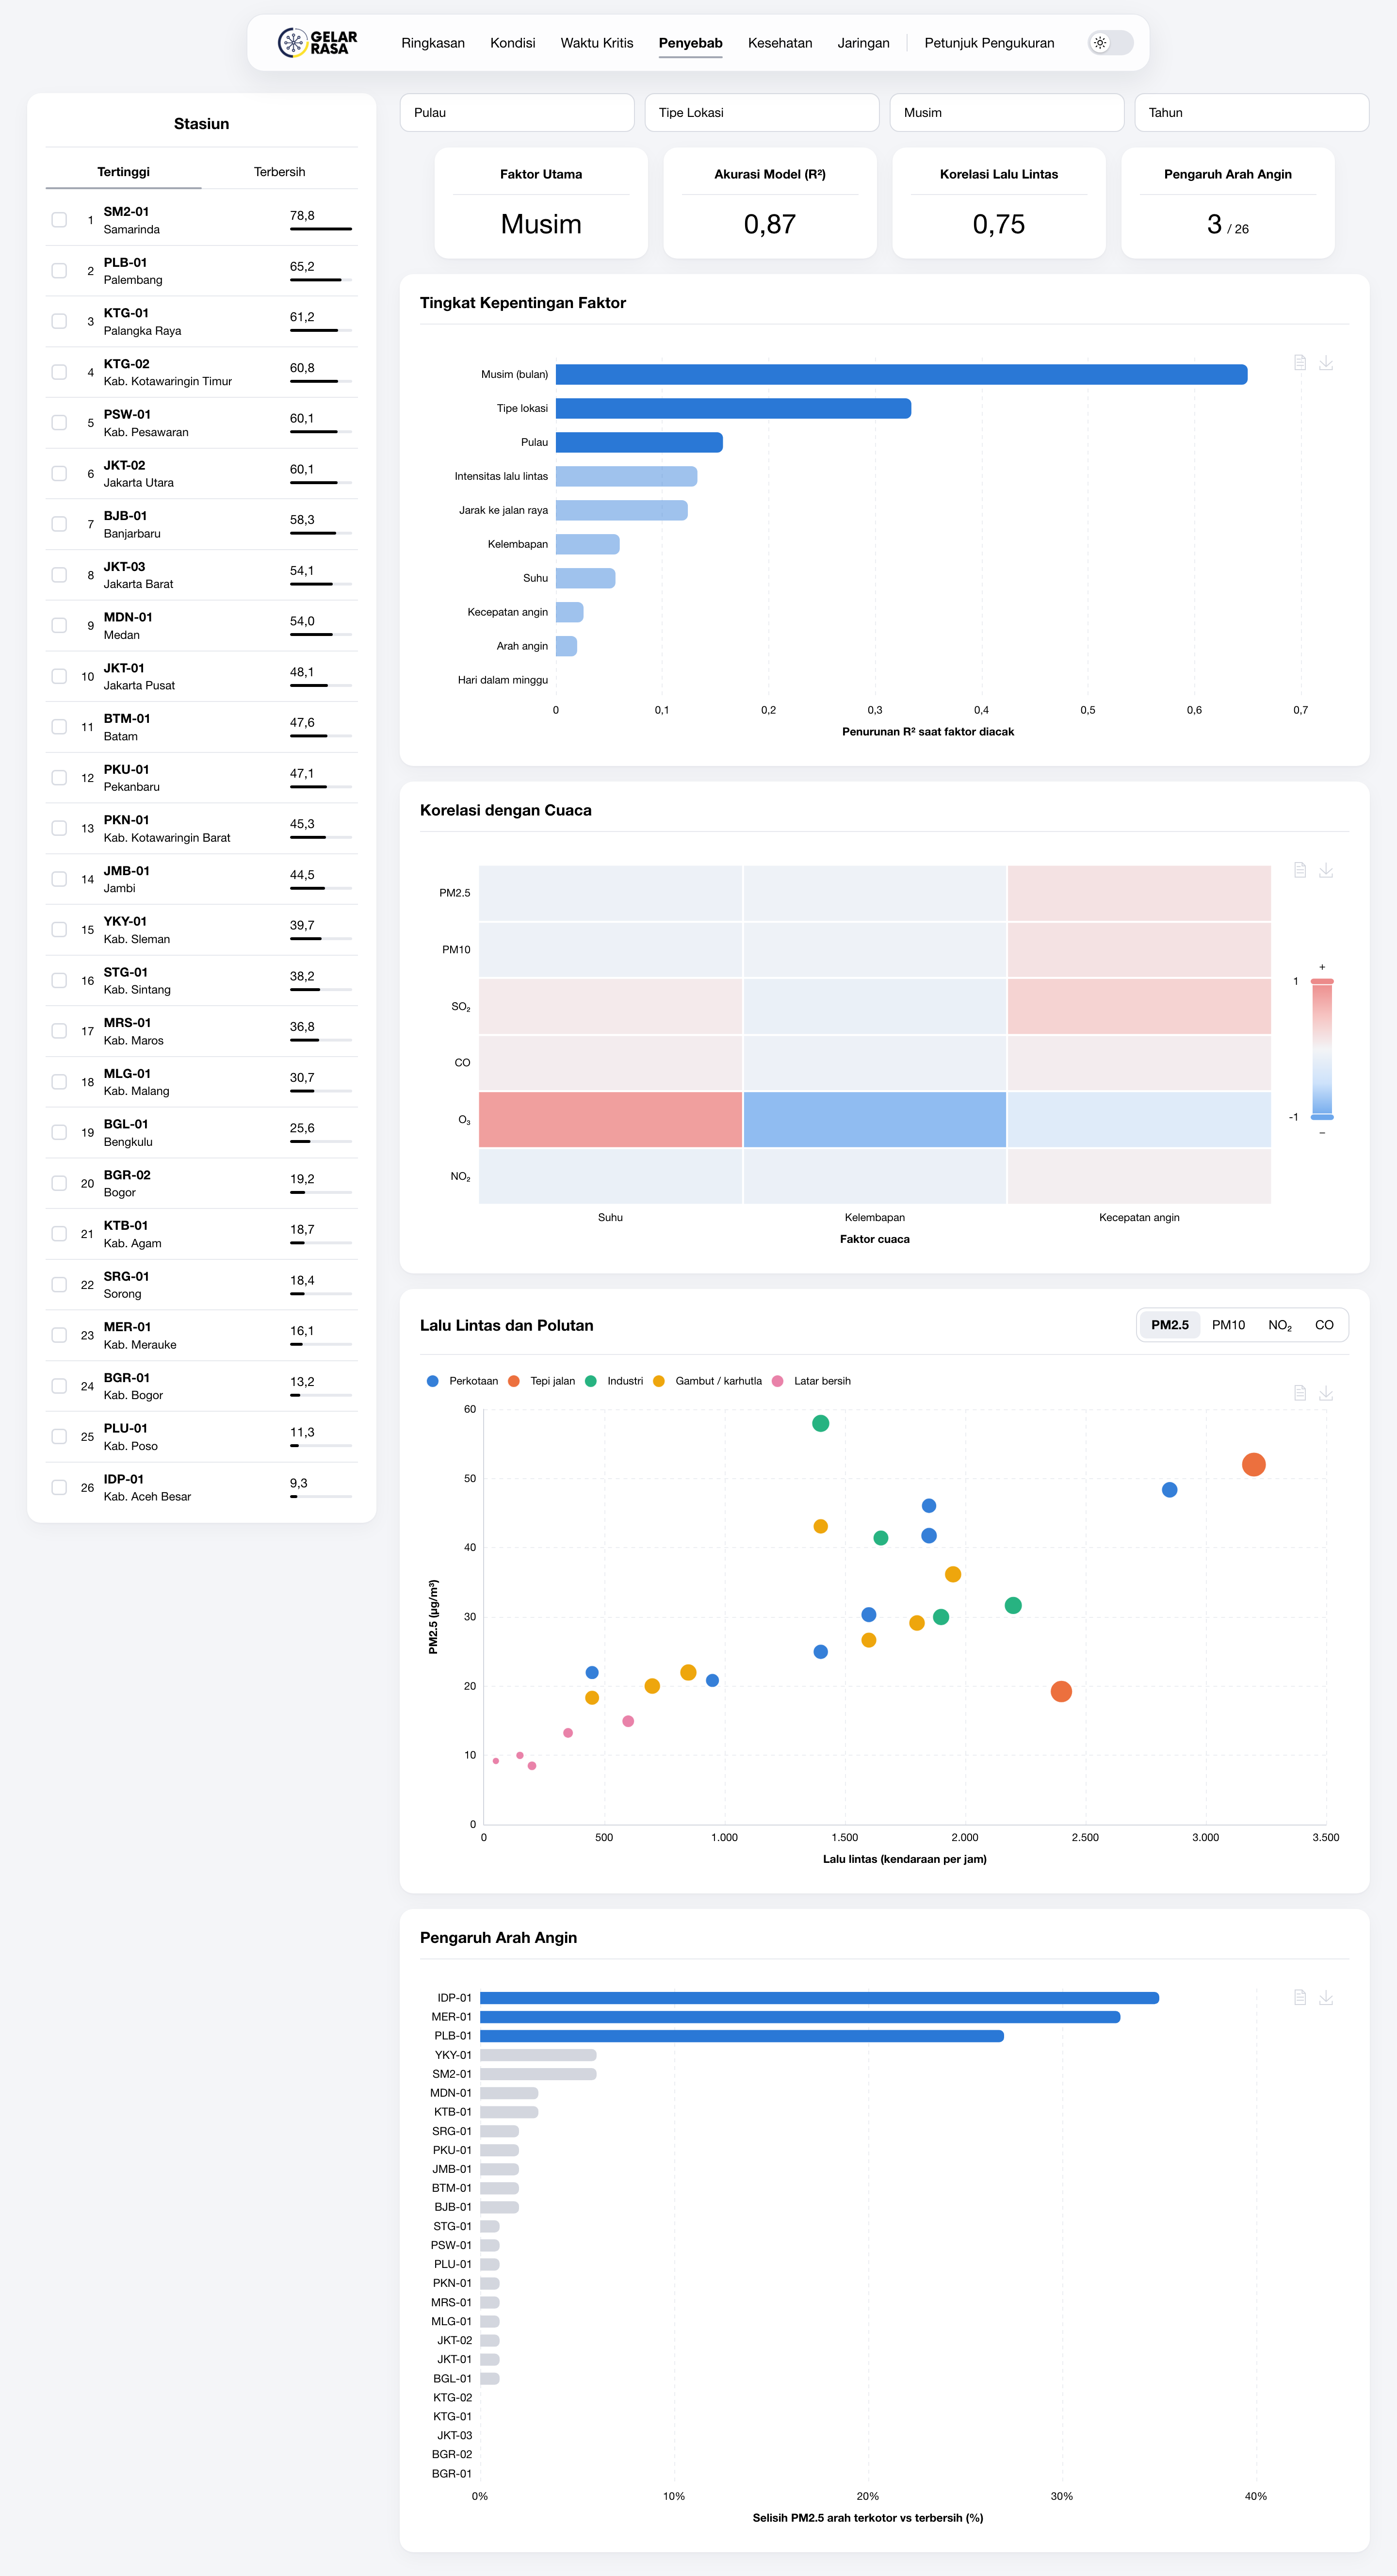 GELAR
RASA
Ringkasan Kondisi Waktu Kritis Penyebab Kesehatan Jaringan Petunjuk Pengukuran
Stasiun
Tertinggi Terbersih
1 SM2-01 78,8
Samarinda
2 PLB-01 65,2
Palembang
3 KTG-01 61,2
Palangka Raya
4 KTG-02 60,8
Kab. Kotawaringin Timur
5 PSW-01 60,1
Kab. Pesawaran
6 JKT-02 60,1
Jakarta Utara
7 BJB-01 58,3
Banjarbaru
8 JKT-03 54,1
Jakarta Barat
9 MDN-01 54,0
Medan
10 JKT-01 48,1
Jakarta Pusat
11 BTM-01 47,6
Batam
12 PKU-01 47,1
Pekanbaru
13 PKN-01 45,3
Kab. Kotawaringin Barat
14 JMB-01 44,5
Jambi
15 YKY-01 39,7
Kab. Sleman
16 STG-01 38,2
Kab. Sintang
17 MRS-01 36,8
Kab. Maros
18 MLG-01 30,7
Kab. Malang
19 BGL-01 25,6
Bengkulu
20 BGR-02 19,2
Bogor
21 KTB-01 18,7
Kab. Agam
22 SRG-01 18,4
Sorong
23 MER-01 16,1
Kab. Merauke
24 BGR-01 13,2
Kab. Bogor
25 PLU-01 11,3
Kab. Poso
26 IDP-01 9,3
Kab. Aceh Besar
Pulau Tipe Lokasi Musim Tahun
Faktor Utama
Musim
Akurasi Model (R²)
0,87
Korelasi Lalu Lintas
0,75
Pengaruh Arah Angin
3 / 26
Tingkat Kepentingan Faktor
Musim (bulan)
Tipe lokasi
Pulau
Intensitas lalu lintas
Jarak ke jalan raya
Kelembapan
Suhu
Kecepatan angin
Arah angin
Hari dalam minggu
0 0,1 0,2 0,3 0,4 0,5 0,6 0,7
Penurunan R² saat faktor diacak
Korelasi dengan Cuaca
PM2.5
PM10
SO₂
CO
O₃
NO₂
Suhu Kelembapan Kecepatan angin
Faktor cuaca
+
1
-1
–
Lalu Lintas dan Polutan
PM2.5 PM10 NO₂ CO
Perkotaan Tepi jalan Industri Gambut / karhutla Latar bersih
60
50
40
30
20
10
0
PM2.5 (µg/m³)
0 500 1.000 1.500 2.000 2.500 3.000 3.500
Lalu lintas (kendaraan per jam)
Pengaruh Arah Angin
IDP-01
MER-01
PLB-01
YKY-01
SM2-01
MDN-01
KTB-01
SRG-01
PKU-01
JMB-01
BTM-01
BJB-01
STG-01
PSW-01
PLU-01
PKN-01
MRS-01
MLG-01
JKT-02
JKT-01
BGL-01
KTG-02
KTG-01
JKT-03
BGR-02
BGR-01
0% 10% 20% 30% 40%
Selisih PM2.5 arah terkotor vs terbersih (%)